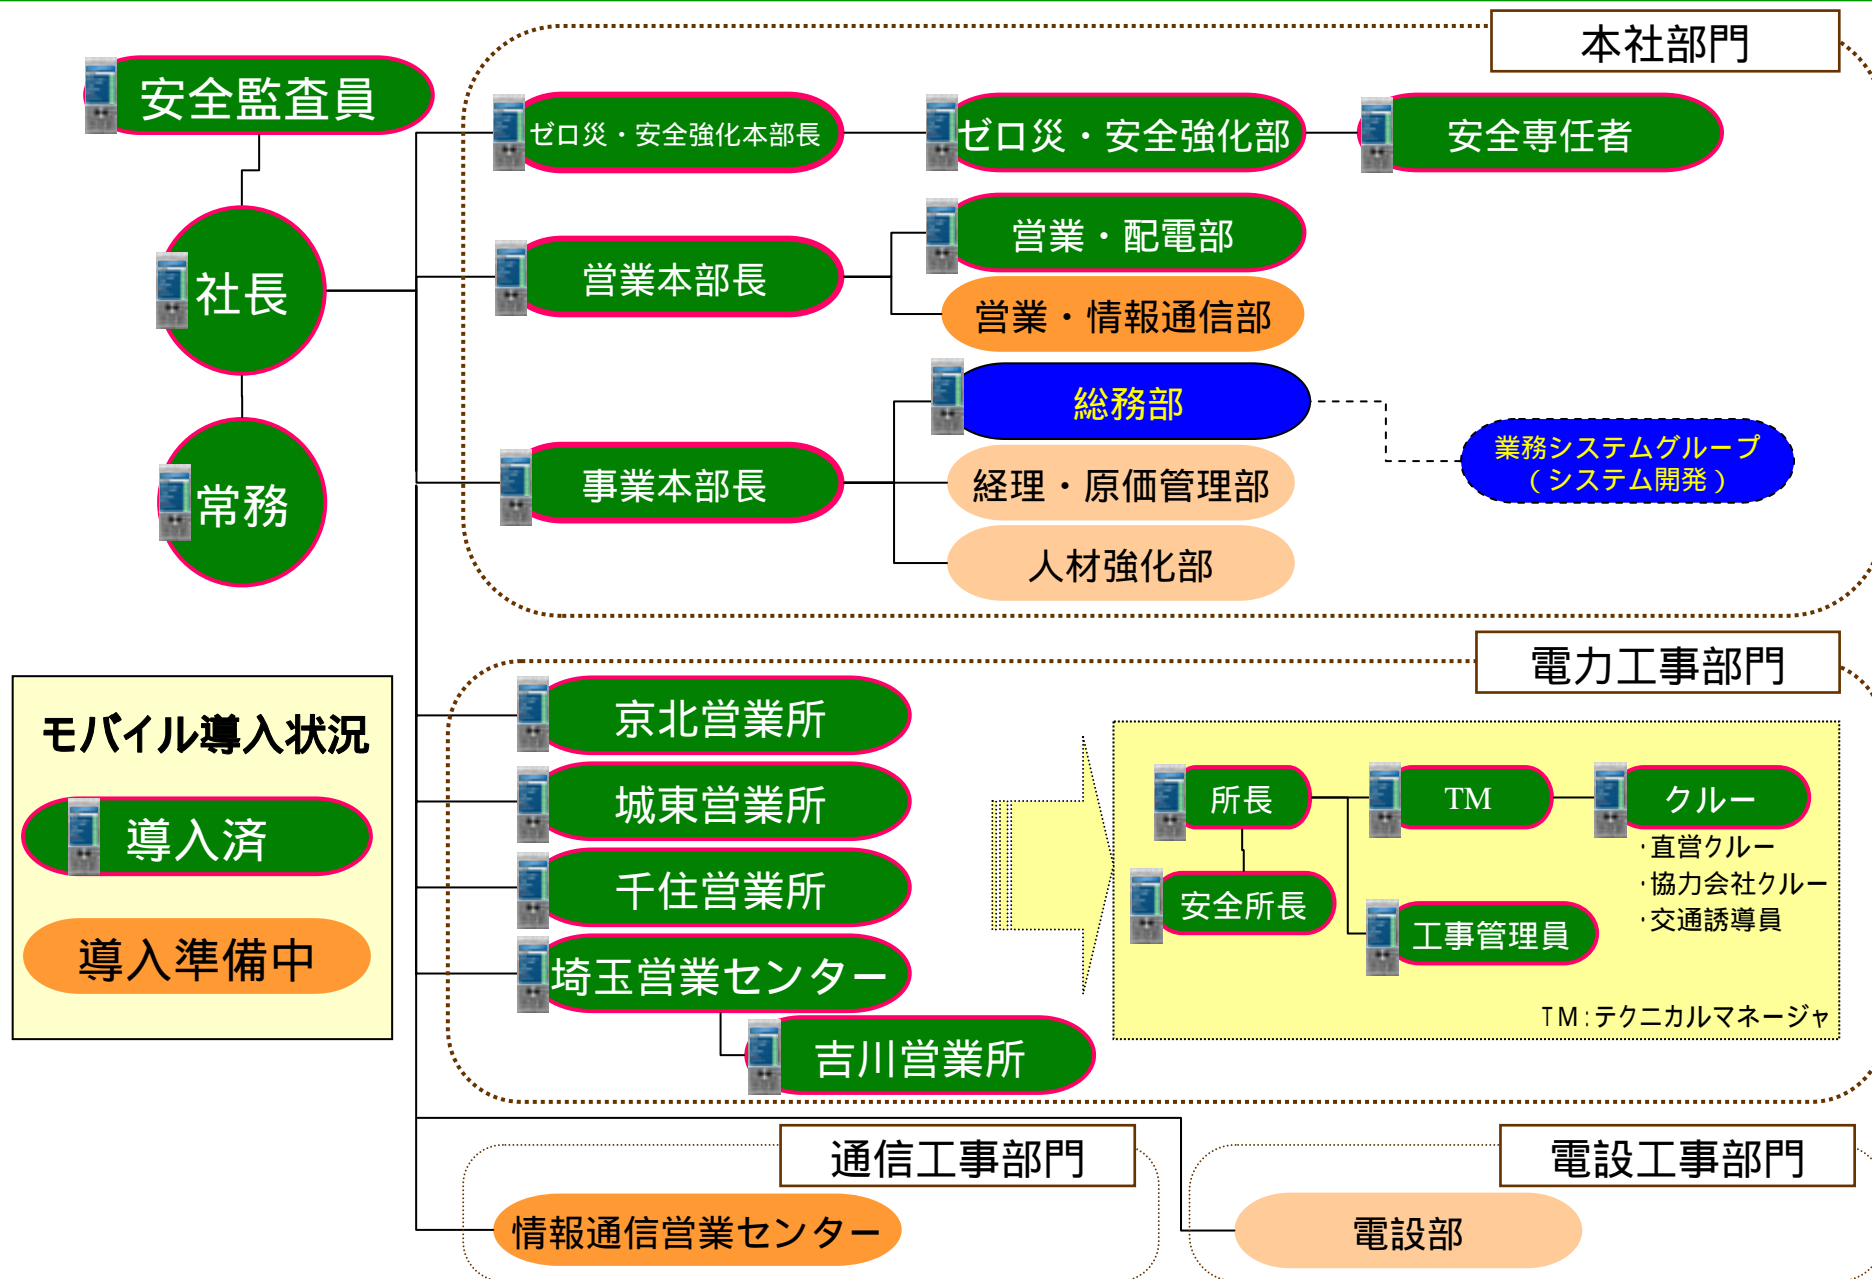 本社部門
安全監査員
ゼロ災・安全強化本部長
ゼロ災・安全強化部
安全専任者
社長
営業本部長
営業・配電部
営業・情報通信部
常務
事業本部長
総務部
経理・原価管理部
人材強化部
業務システムグループ
（システム開発）
電力工事部門
モバイル導入状況
導入済
導入準備中
京北営業所
城東営業所
千住営業所
埼玉営業センター
吉川営業所
所長
TM
クルー
・直営クルー
・協力会社クルー
・交通誘導員
安全所長
工事管理員
TM:テクニカルマネージャ
通信工事部門
情報通信営業センター
電設工事部門
電設部